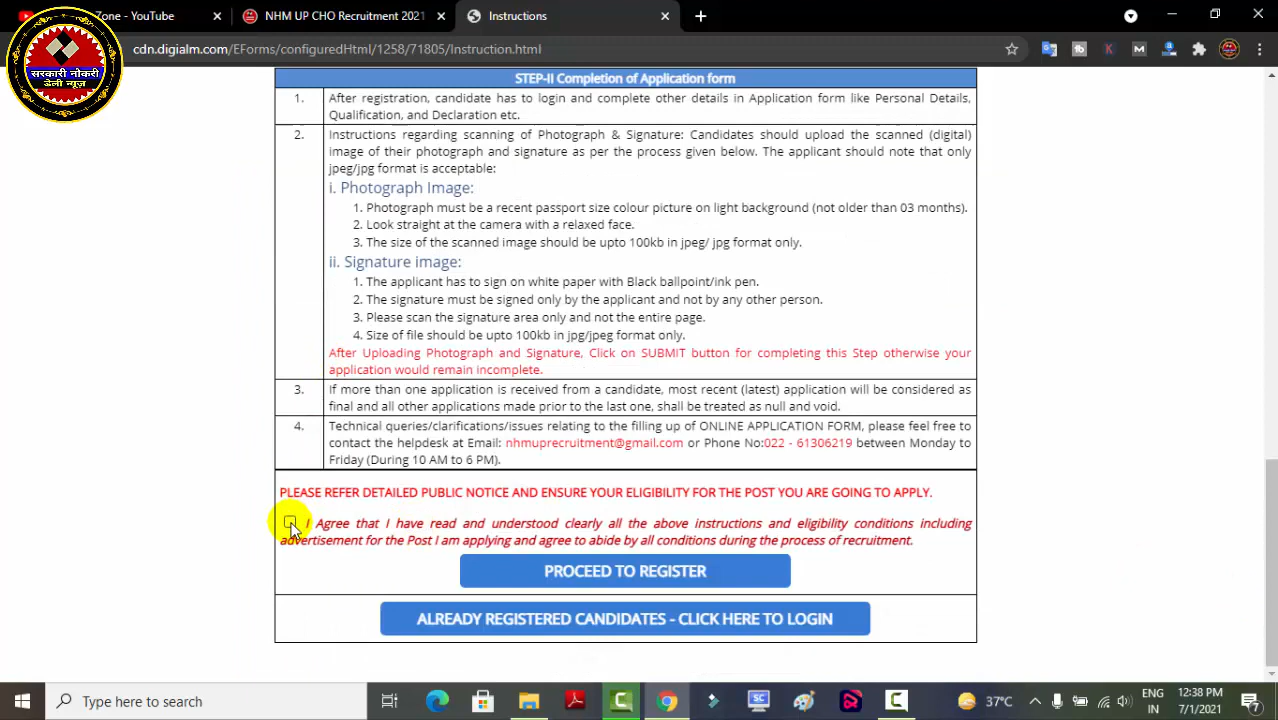 Zone - YouTube
NHM UP CHO Recruitment 2021
Instructions
cdn.digialm.com/EForms/configuredHtml/1258/71805/Instruction.html
सरकारी नौकरी
डेली न्यूज़
STEP-II Completion of Application form
1. After registration, candidate has to login and complete other details in Application form like Personal Details,
Qualification, and Declaration etc.
2. Instructions regarding scanning of Photograph & Signature: Candidates should upload the scanned (digital)
image of their photograph and signature as per the process given below. The applicant should note that only
jpeg/jpg format is acceptable:
i. Photograph Image:
1. Photograph must be a recent passport size colour picture on light background (not older than 03 months).
2. Look straight at the camera with a relaxed face.
3. The size of the scanned image should be upto 100kb in jpeg/ jpg format only.
ii. Signature image:
1. The applicant has to sign on white paper with Black ballpoint/ink pen.
2. The signature must be signed only by the applicant and not by any other person.
3. Please scan the signature area only and not the entire page.
4. Size of file should be upto 100kb in jpg/jpeg format only.
After Uploading Photograph and Signature, Click on SUBMIT button for completing this Step otherwise your
application would remain incomplete.
3. If more than one application is received from a candidate, most recent (latest) application will be considered as
final and all other applications made prior to the last one, shall be treated as null and void.
4. Technical queries/clarifications/issues relating to the filling up of ONLINE APPLICATION FORM, please feel free to
contact the helpdesk at Email: nhmuprecruitment@gmail.com or Phone No:022 - 61306219 between Monday to
Friday (During 10 AM to 6 PM).
PLEASE REFER DETAILED PUBLIC NOTICE AND ENSURE YOUR ELIGIBILITY FOR THE POST YOU ARE GOING TO APPLY.
I Agree that I have read and understood clearly all the above instructions and eligibility conditions including
advertisement for the Post I am applying and agree to abide by all conditions during the process of recruitment.
PROCEED TO REGISTER
ALREADY REGISTERED CANDIDATES - CLICK HERE TO LOGIN
Type here to search
37°C
ENG
IN
12:38 PM
7/1/2021
7